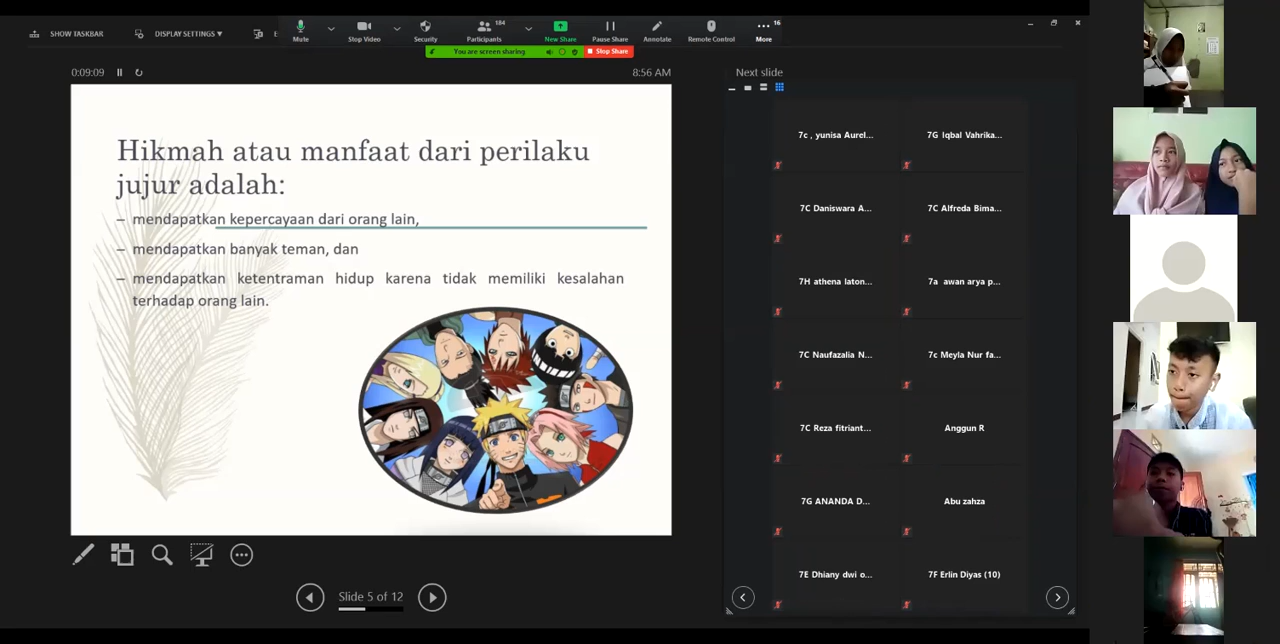 SHOW TASKBAR
DISPLAY SETTINGS ▼
E
Mute
Stop Video
Security
Participants
184
New Share
Pause Share
Annotate
Remote Control
More
16
You are screen sharing
Stop Share
0:09:09
8:56 AM
Next slide
Hikmah atau manfaat dari perilaku
jujur adalah:
– mendapatkan kepercayaan dari orang lain,
– mendapatkan banyak teman, dan
– mendapatkan ketentraman hidup karena tidak memiliki kesalahan
terhadap orang lain.
Slide 5 of 12
7c , yunisa Aurel...
7G Iqbal Vahrika...
7C Daniswara A...
7C Alfreda Bima...
7H athena laton...
7a awan arya p...
7C Naufazalia N...
7c Meyla Nur fa...
7C Reza fitriant...
Anggun R
7G ANANDA D...
Abu zahza
7E Dhiany dwi o...
7F Erlin Diyas (10)